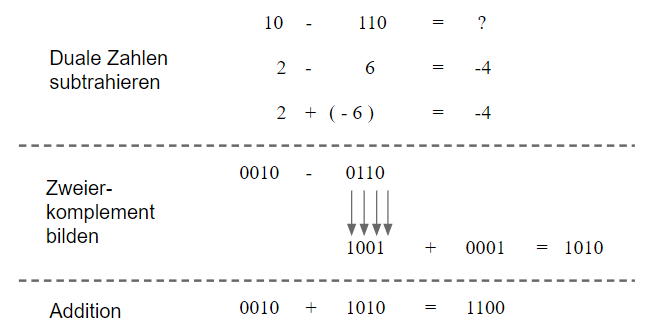 10 - 110 = ?
Duale Zahlen
subtrahieren
2 - 6 = -4
2 + ( - 6 ) = -4
0010 - 0110
Zweier-
komplement
bilden
1001 + 0001 = 1010
Addition
0010 + 1010 = 1100